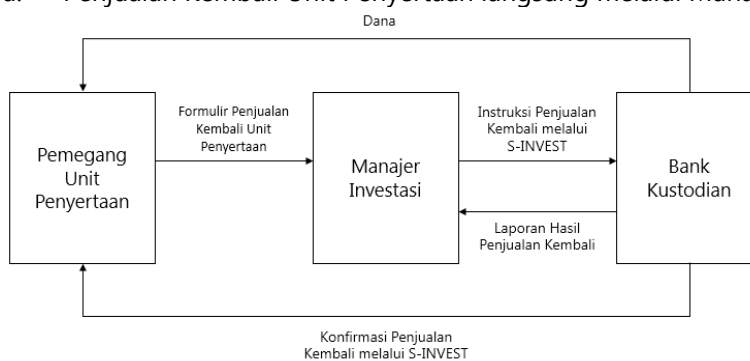 Dana
Formulir Penjualan
Kembali Unit
Penyertaan
Instruksi Penjualan
Kembali melalui
S-INVEST
Pemegang
Unit
Penyertaan
Manajer
Investasi
Bank
Kustodian
Laporan Hasil
Penjualan Kembali
Konfirmasi Penjualan
Kembali melalui S-INVEST